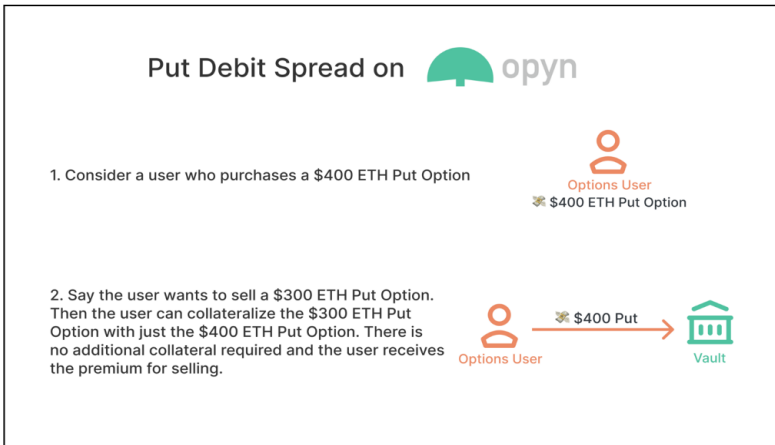 Put Debit Spread on opyn
1. Consider a user who purchases a $400 ETH Put Option
Options User
$400 ETH Put Option
2. Say the user wants to sell a $300 ETH Put Option.
Then the user can collateralize the $300 ETH Put
Option with just the $400 ETH Put Option. There is
no additional collateral required and the user receives
the premium for selling.
Options User
$400 Put
Vault